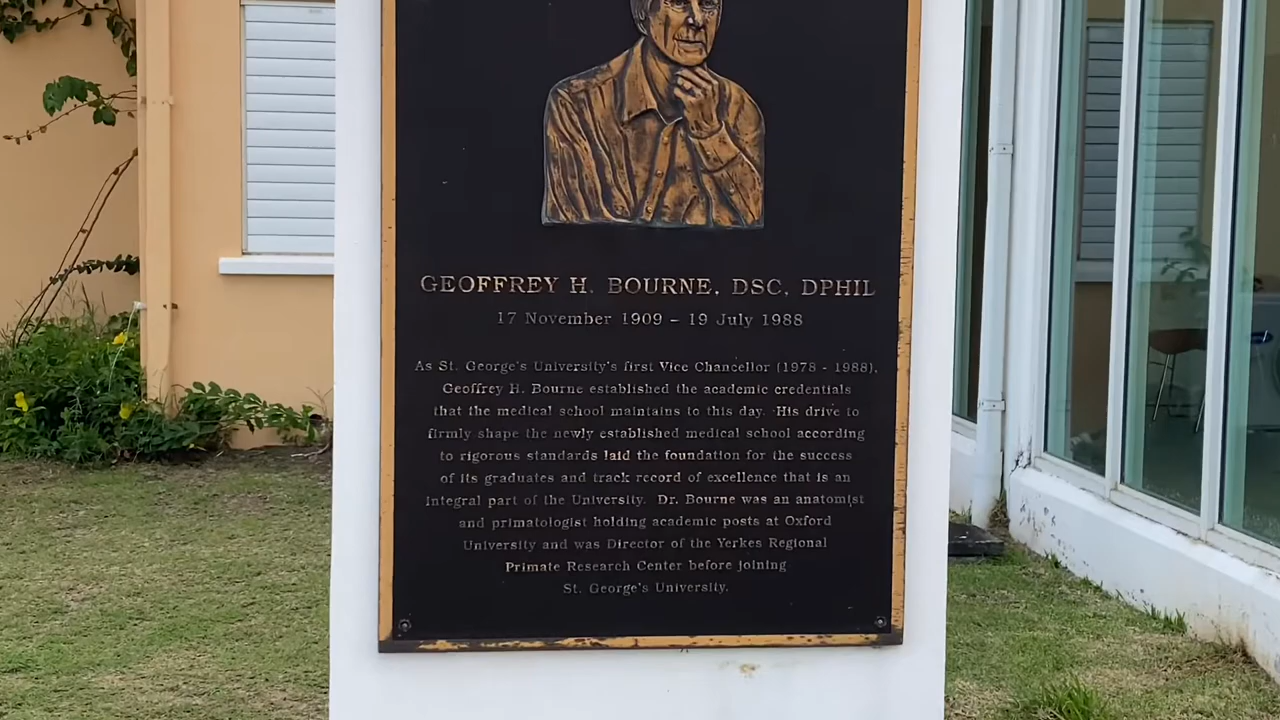 GEOFFREY H. BOURNE, DSC, DPHIL
17 November 1909 – 19 July 1988
As St. George's University's first Vice Chancellor (1978 - 1988),
Geoffrey H. Bourne established the academic credentials
that the medical school maintains to this day. His drive to
firmly shape the newly established medical school according
to rigorous standards laid the foundation for the success
of its graduates and track record of excellence that is an
integral part of the University. Dr. Bourne was an anatomist
and primatologist holding academic posts at Oxford
University and was Director of the Yerkes Regional
Primate Research Center before joining
St. George's University.